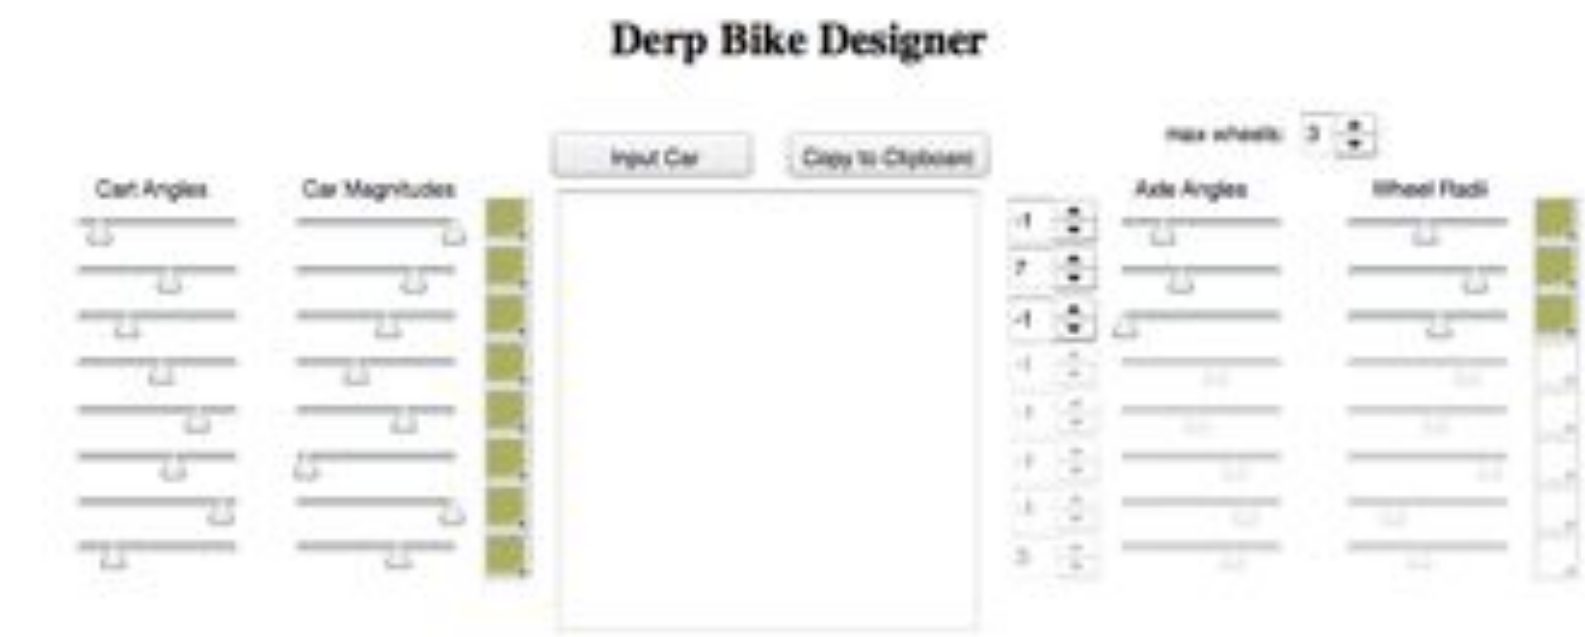 Derp Bike Designer
max wheels: 3
Input Car Copy to Clipboard
Cart Angles Car Magnitudes Axle Angles Wheel Radii
-1
7
-1
-1